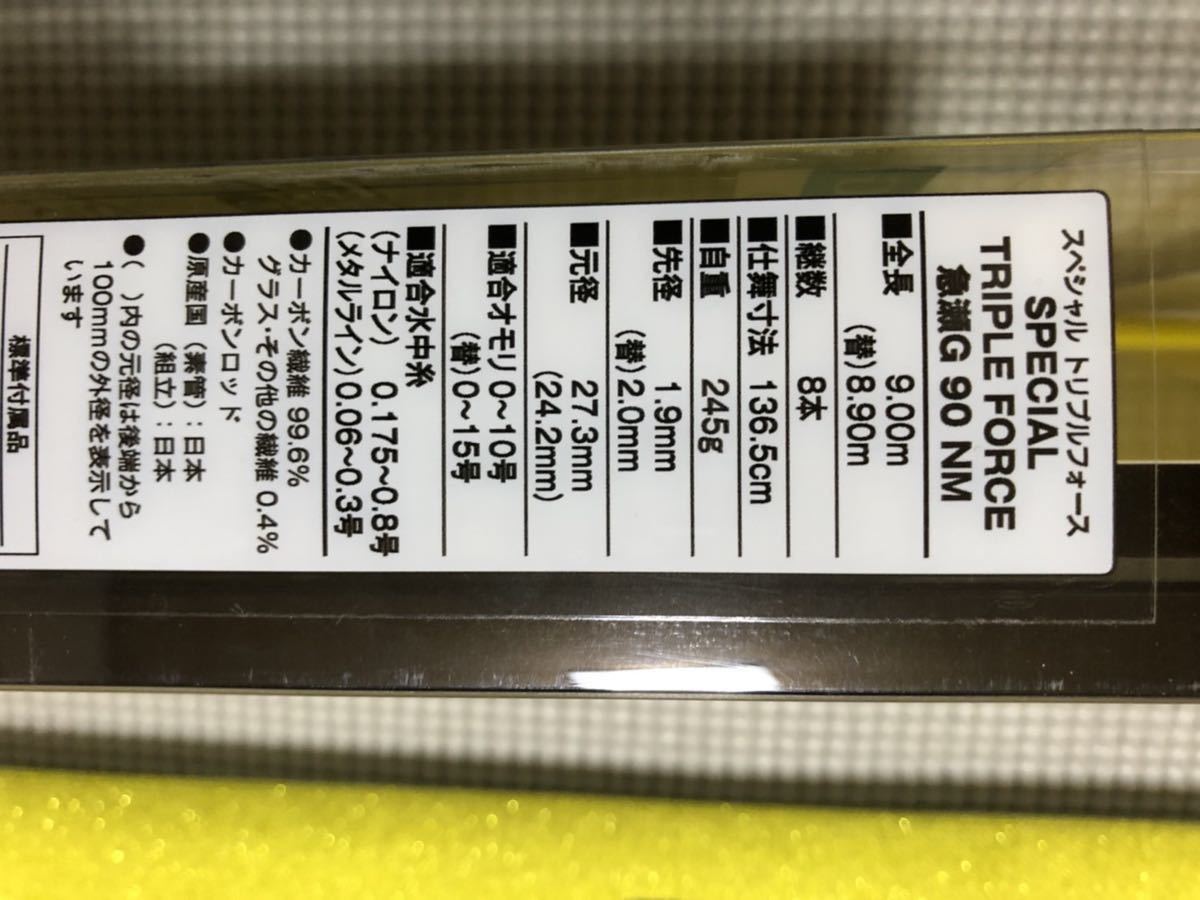 スペシャル トリプルフォース
SPECIAL
TRIPLE FORCE
急瀬G 90 NM
■全長 9.00m
(替)8.90m
■継数 8本
■仕舞寸法 136.5cm
■自重 245g
■先径 1.9mm
(替)2.0mm
■元径 27.3mm
(24.2mm)
■適合オモリ 0~10号
(替)0~15号
■適合水中糸
(ナイロン) 0.175~0.8号
(メタルライン)0.06~0.3号
●カーボン繊維 99.6%
グラス・その他の繊維 0.4%
●カーボンロッド
●原産国 (素管):日本
(組立):日本
●( )内の元径は後端から
100mmの外径を表示して
います
標準付属品